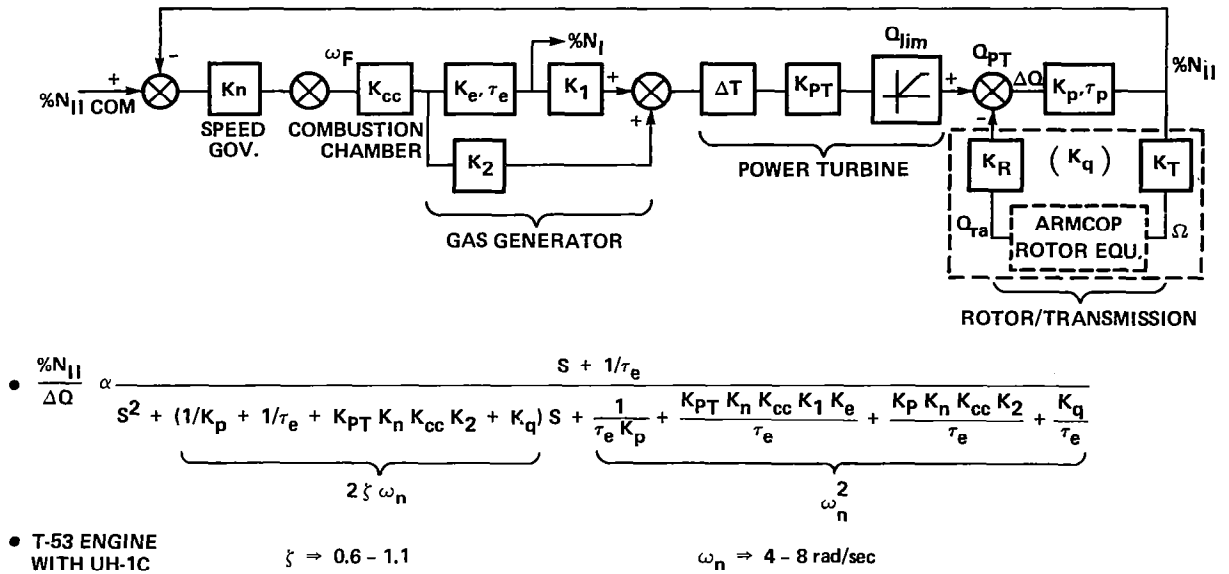 %N_II COM
+
-
Kn
SPEED
GOV.
ω_F
COMBUSTION
CHAMBER
K_cc
K_e, τ_e
%N_I
K_1
K_2
+
+
GAS GENERATOR
ΔT
K_PT
Q_lim
POWER TURBINE
+
-
Q_PT
ΔQ
K_p, τ_p
%N_II
K_R
(K_q)
K_T
Q_ra
ARMCOP
ROTOR EQU.
Ω
ROTOR/TRANSMISSION
• %N_II / ΔQ α (S + 1/τ_e) / (S^2 + (1/K_p + 1/τ_e + K_PT K_n K_cc K_2 + K_q) S + 1/(τ_e K_p) + (K_PT K_n K_cc K_1 K_e)/τ_e + (K_P K_n K_cc K_2)/τ_e + K_q/τ_e)
2 ζ ω_n
ω_n^2
• T-53 ENGINE
WITH UH-1C
ζ ⇒ 0.6 – 1.1
ω_n ⇒ 4 – 8 rad/sec